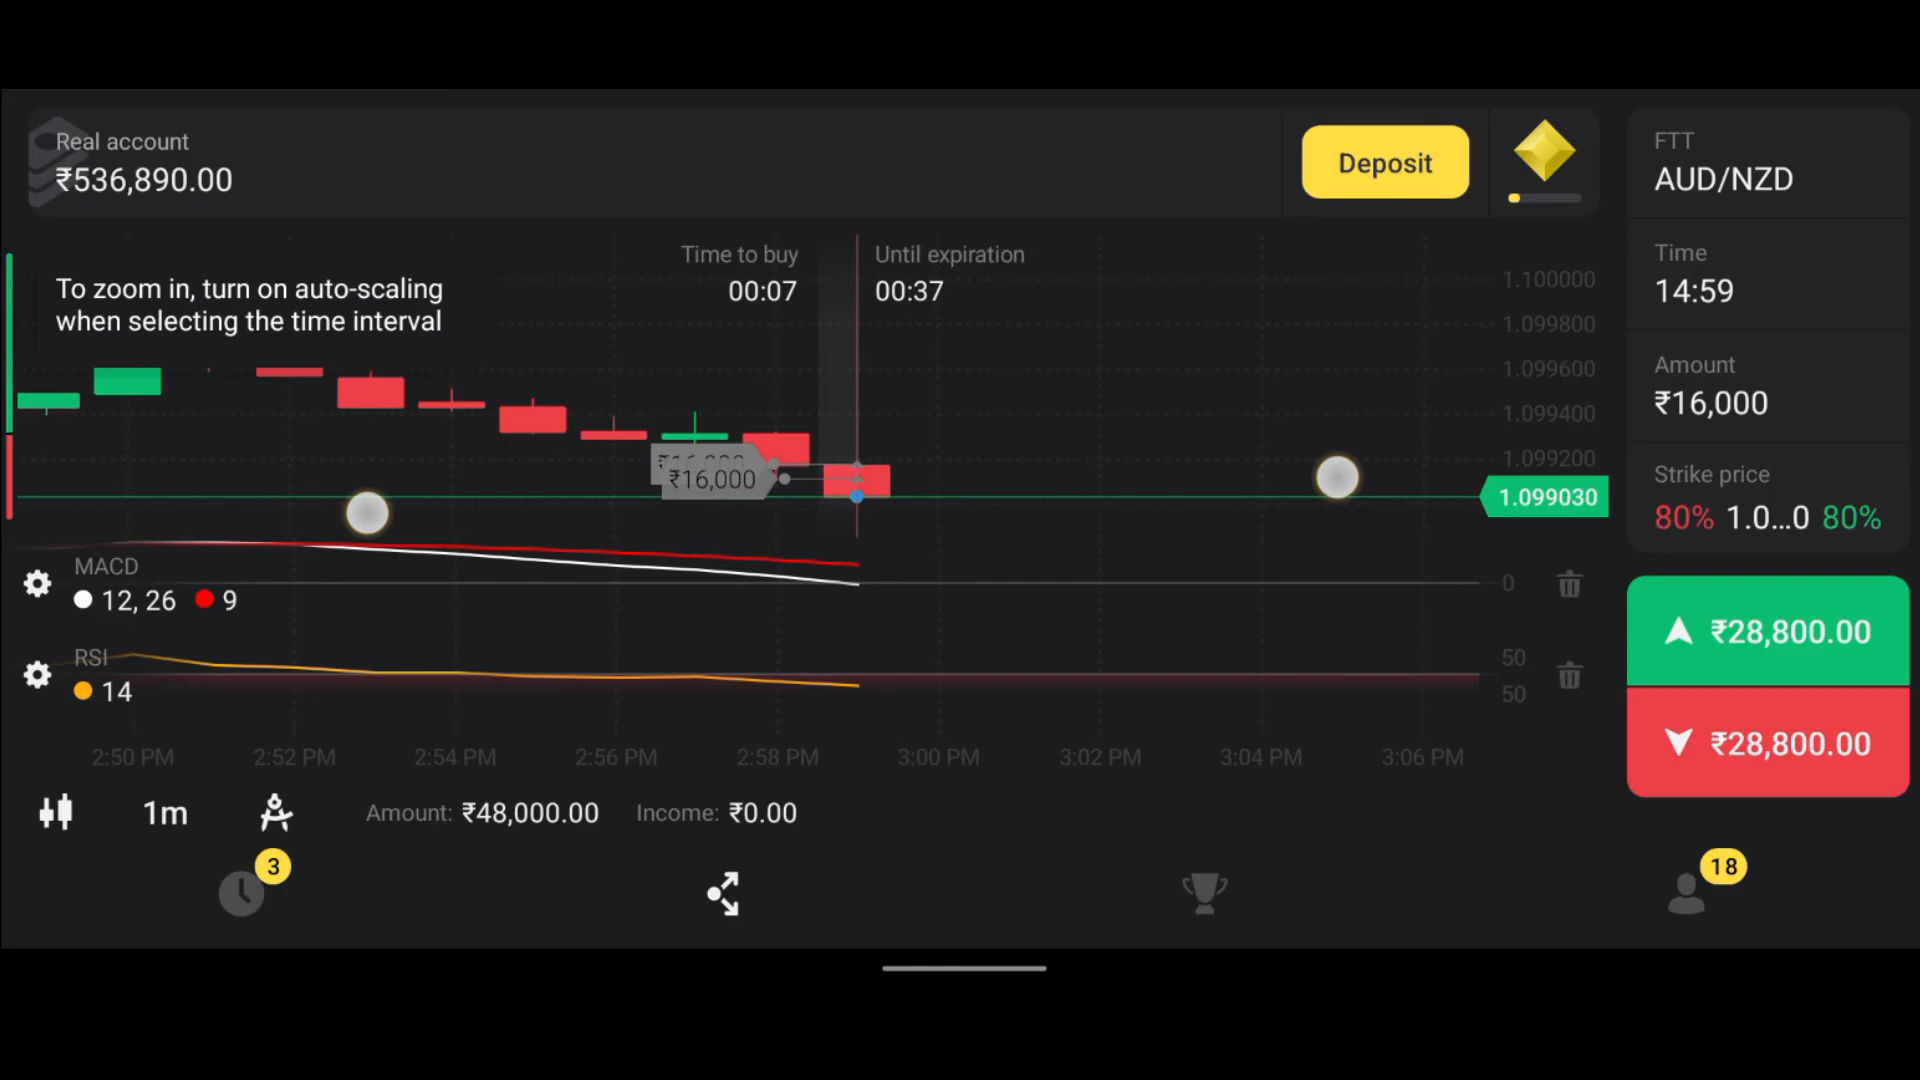 Real account
₹536,890.00
Deposit
FTT
AUD/NZD
Time
14:59
Amount
₹16,000
Strike price
80% 1.0...0 80%
₹28,800.00
₹28,800.00
To zoom in, turn on auto-scaling
when selecting the time interval
Time to buy
00:07
Until expiration
00:37
1.100000
1.099800
1.099600
1.099400
1.099200
1.099030
₹16,000
₹16,000
MACD
12, 26 9
0
RSI
14
50
50
2:50 PM 2:52 PM 2:54 PM 2:56 PM 2:58 PM 3:00 PM 3:02 PM 3:04 PM 3:06 PM
1m Amount: ₹48,000.00 Income: ₹0.00
3
18